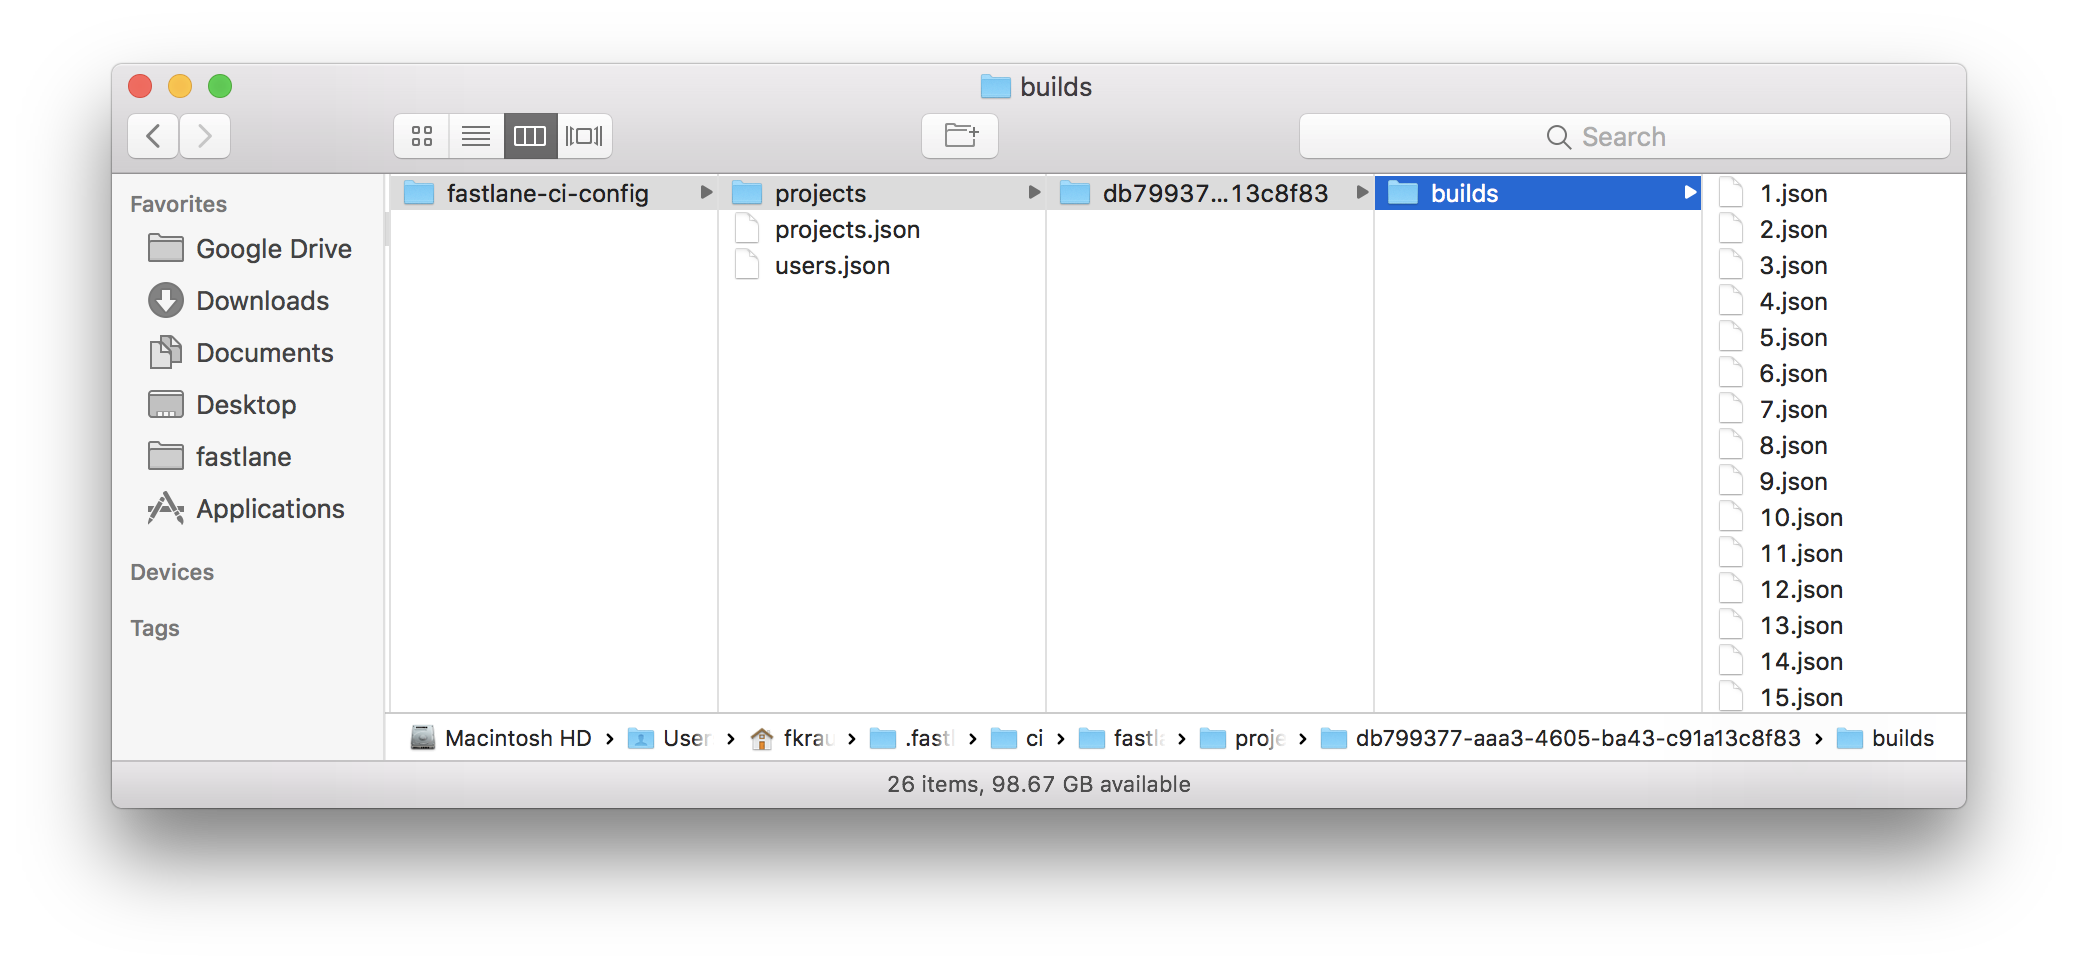 builds
Search
Favorites
Google Drive
Downloads
Documents
Desktop
fastlane
Applications
Devices
Tags
fastlane-ci-config
projects
projects.json
users.json
db79937...13c8f83
builds
1.json
2.json
3.json
4.json
5.json
6.json
7.json
8.json
9.json
10.json
11.json
12.json
13.json
14.json
15.json
Macintosh HD › User › fkrau › .fastl › ci › fastla › proje › db799377-aaa3-4605-ba43-c91a13c8f83 › builds
26 items, 98.67 GB available